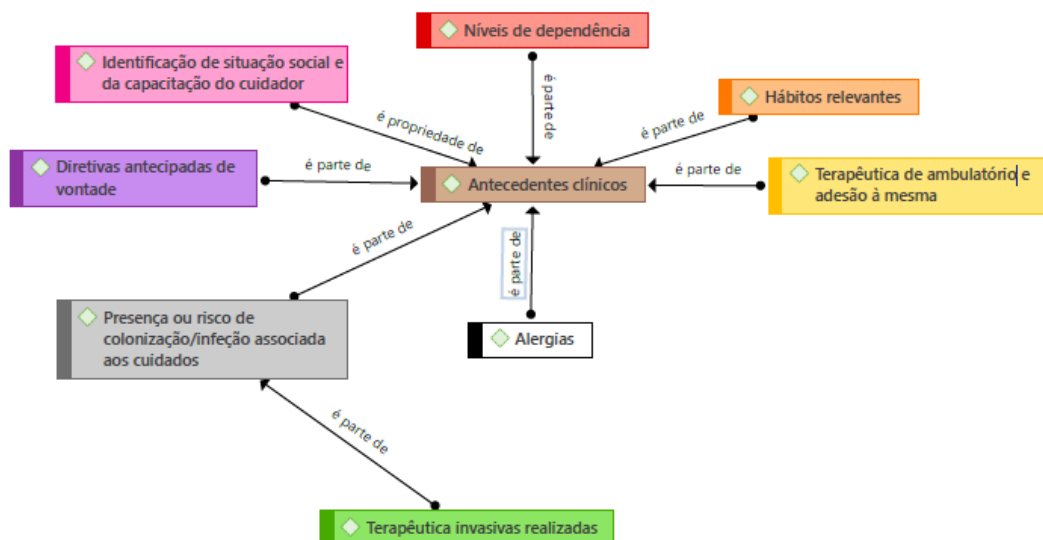 Níveis de dependência
Identificação de situação social e
da capacitação do cuidador
é parte de
Hábitos relevantes
é propriedade de
é parte de
Diretivas antecipadas de
vontade
é parte de
Antecedentes clínicos
é parte de
Terapêutica de ambulatório e
adesão à mesma
é parte de
é parte de
Presença ou risco de
colonização/infeção associada
aos cuidados
Alergias
é parte de
Terapêutica invasivas realizadas